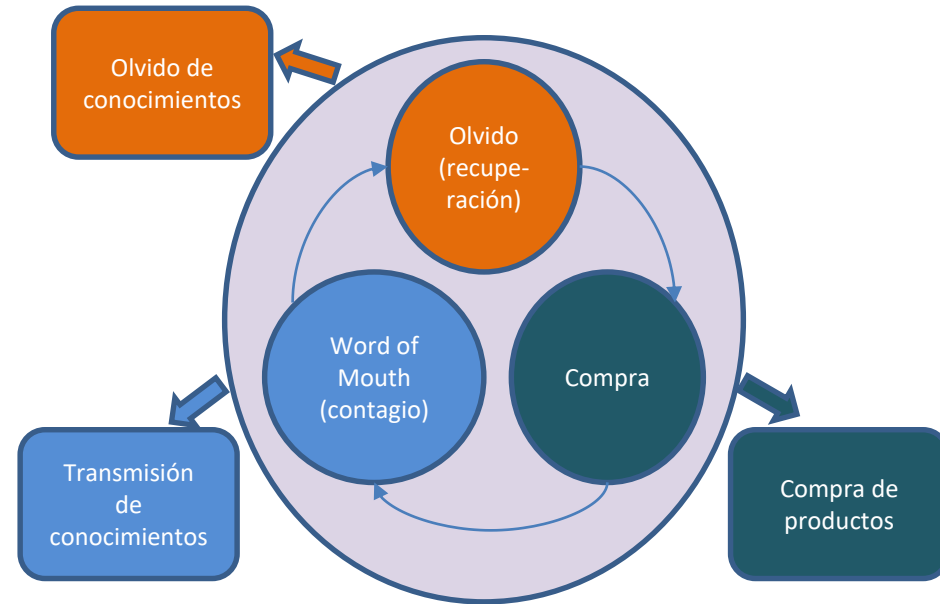 Olvido de
conocimientos
Olvido
(recupe-
ración)
Word of
Mouth
(contagio)
Compra
Transmisión
de
conocimientos
Compra de
productos